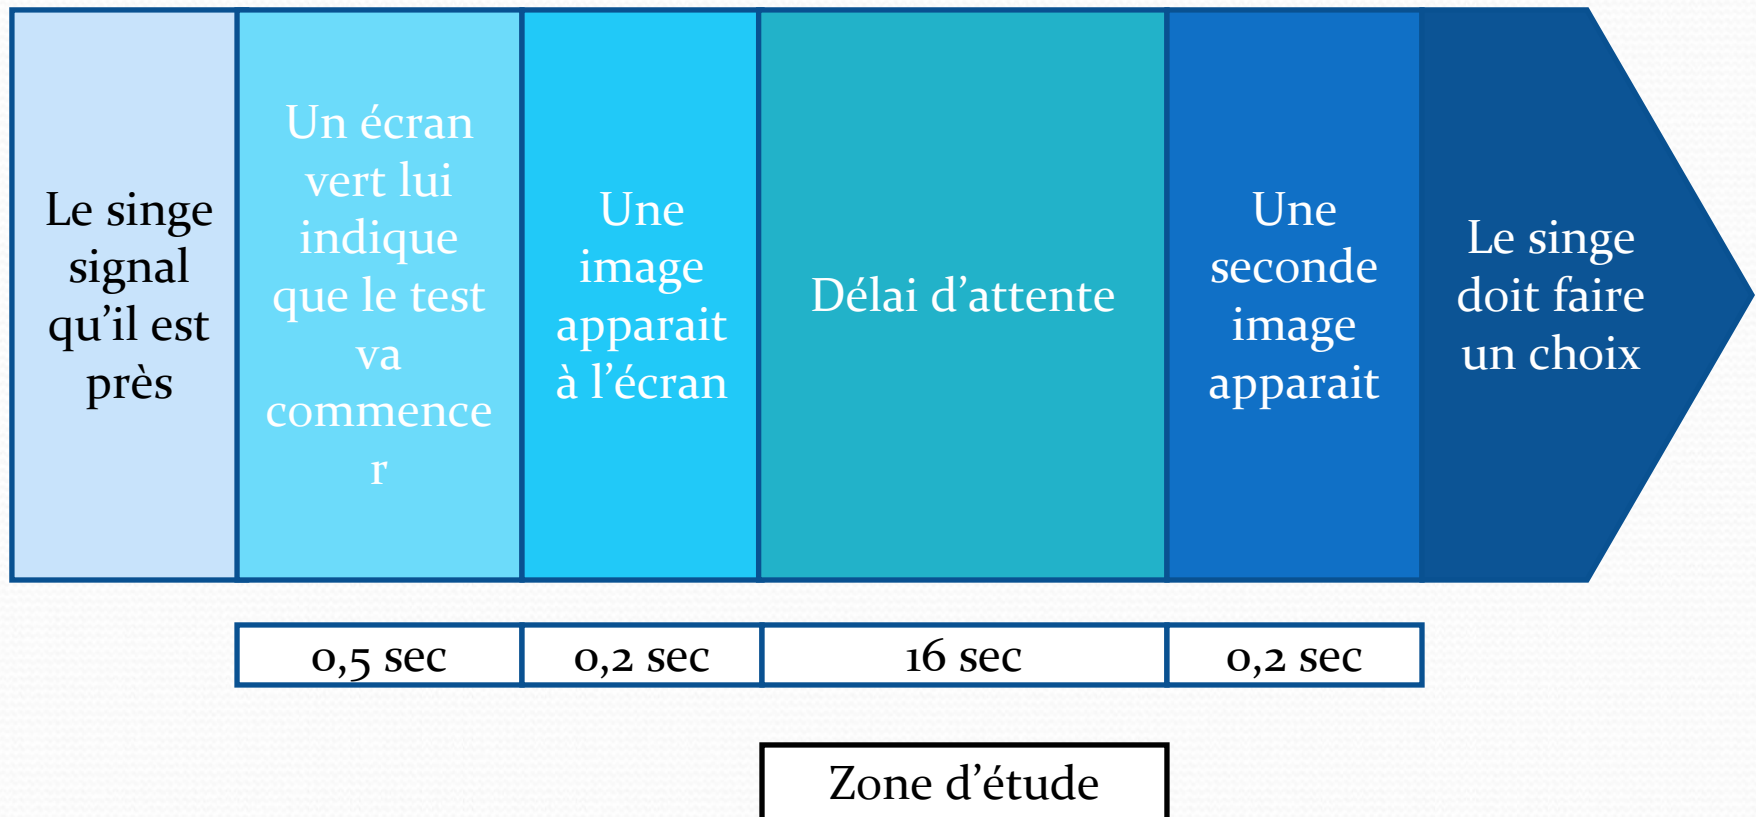 Le singe
signal
qu'il est
près
Un écran
vert lui
indique
que le test
va
commence
r
Une
image
apparait
à l'écran
Délai d'attente
Une
seconde
image
apparait
Le singe
doit faire
un choix
0,5 sec
0,2 sec
16 sec
0,2 sec
Zone d'étude